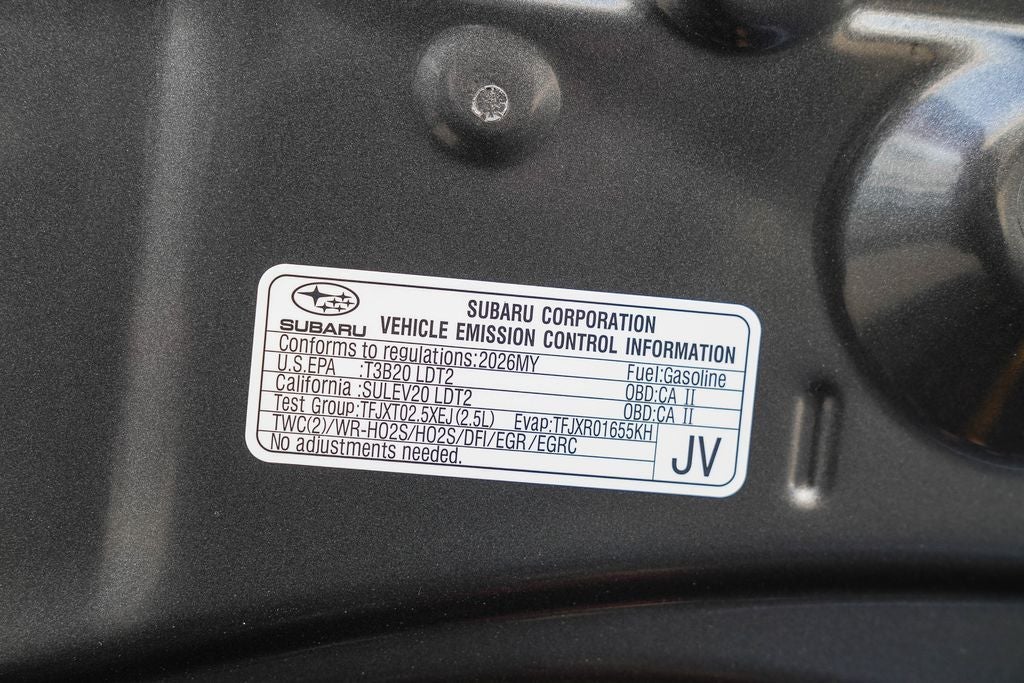 SUBARU
SUBARU CORPORATION
VEHICLE EMISSION CONTROL INFORMATION
Conforms to regulations:2026MY Fuel:Gasoline
U.S.EPA :T3B20 LDT2 OBD:CA II
California :SULEV20 LDT2 OBD:CA II
Test Group:TFJXT02.5XEJ(2.5L) Evap:TFJXR01655KH
TWC(2)/WR-HO2S/HO2S/DFI/EGR/EGRC
No adjustments needed.
JV